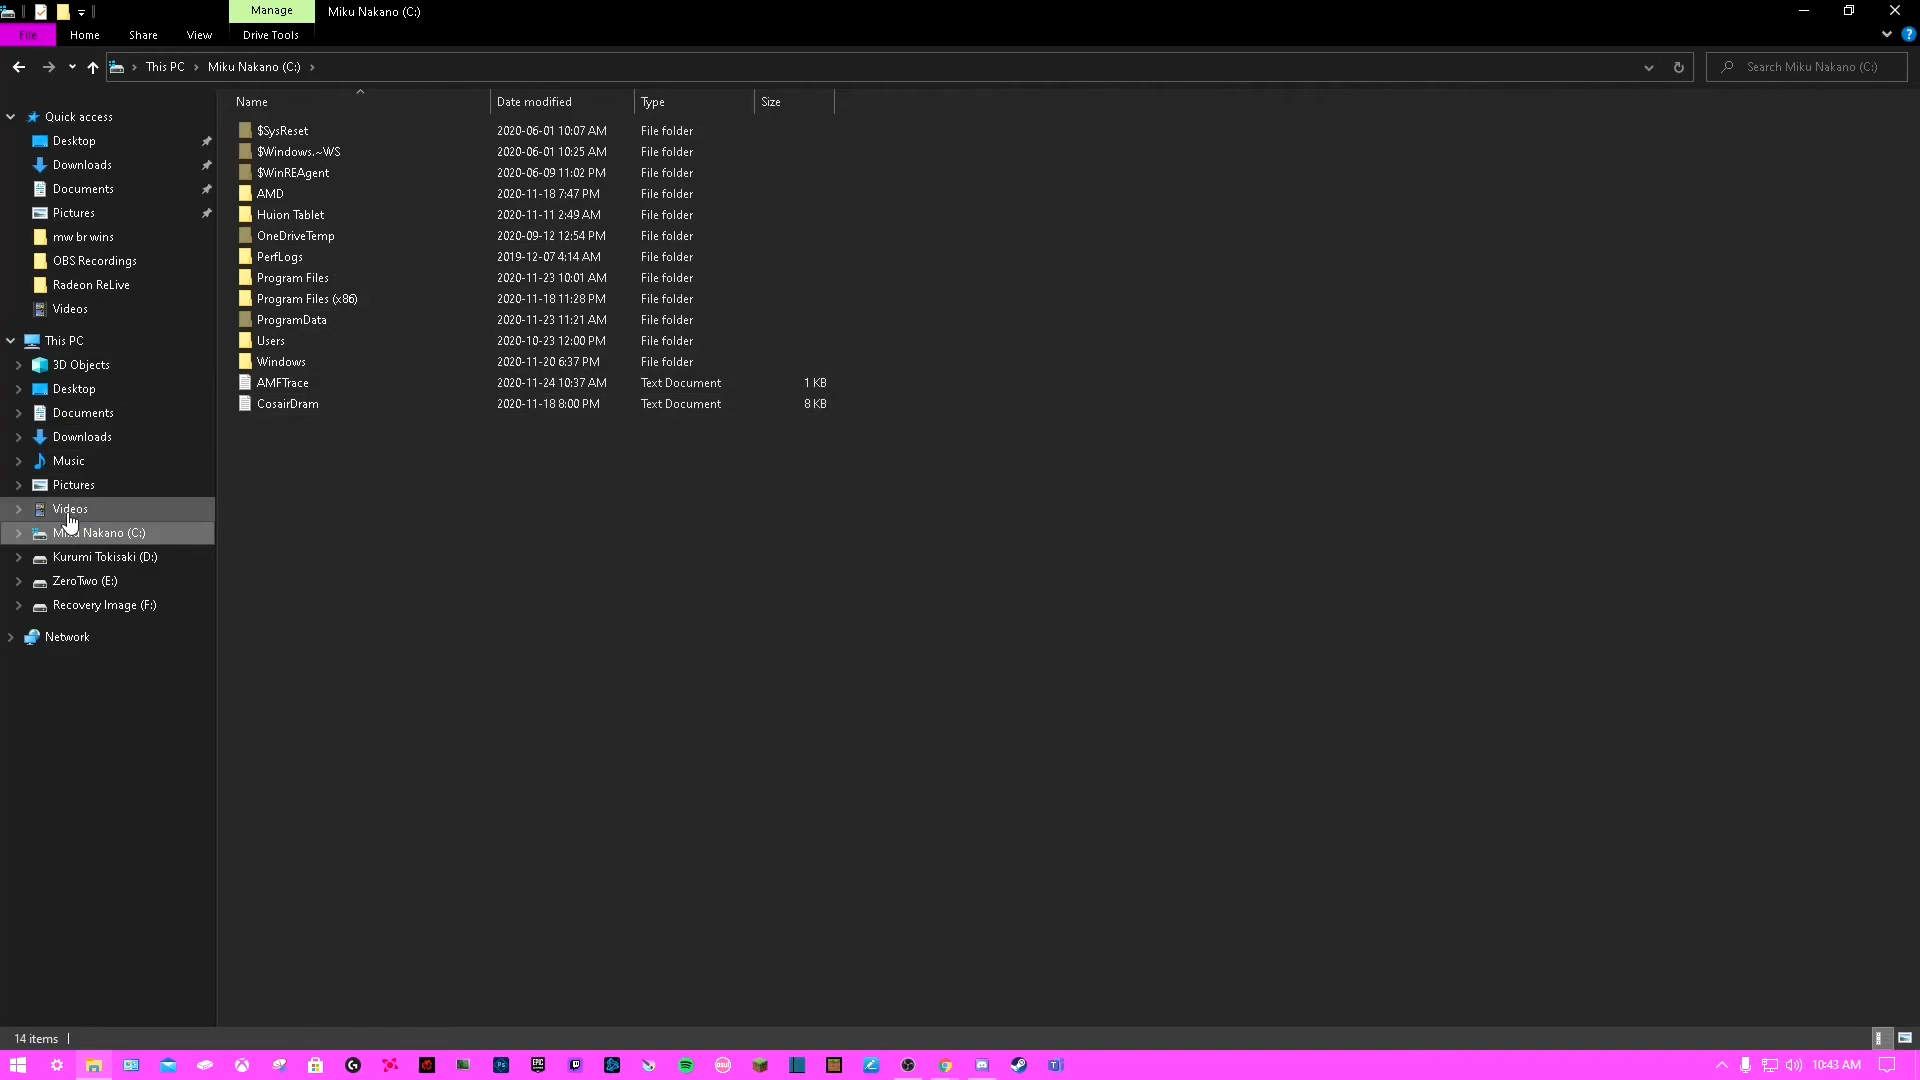 Manage
Miku Nakano (C:)
File
Home
Share
View
Drive Tools
This PC
Miku Nakano (C:)
Search Miku Nakano (C:)
Quick access
Desktop
Downloads
Documents
Pictures
mw br wins
OBS Recordings
Radeon ReLive
Videos
This PC
3D Objects
Desktop
Documents
Downloads
Music
Pictures
Videos
Miku Nakano (C:)
Kurumi Tokisaki (D:)
ZeroTwo (E:)
Recovery Image (F:)
Network
Name Date modified Type Size
$SysReset 2020-06-01 10:07 AM File folder
$Windows.~WS 2020-06-01 10:25 AM File folder
$WinREAgent 2020-06-09 11:02 PM File folder
AMD 2020-11-18 7:47 PM File folder
Huion Tablet 2020-11-11 2:49 AM File folder
OneDriveTemp 2020-09-12 12:54 PM File folder
PerfLogs 2019-12-07 4:14 AM File folder
Program Files 2020-11-23 10:01 AM File folder
Program Files (x86) 2020-11-18 11:28 PM File folder
ProgramData 2020-11-23 11:21 AM File folder
Users 2020-10-23 12:00 PM File folder
Windows 2020-11-20 6:37 PM File folder
AMFTrace 2020-11-24 10:37 AM Text Document 1 KB
CosairDram 2020-11-18 8:00 PM Text Document 8 KB
14 items
Ps
EPIC GAMES
osu!
10:43 AM